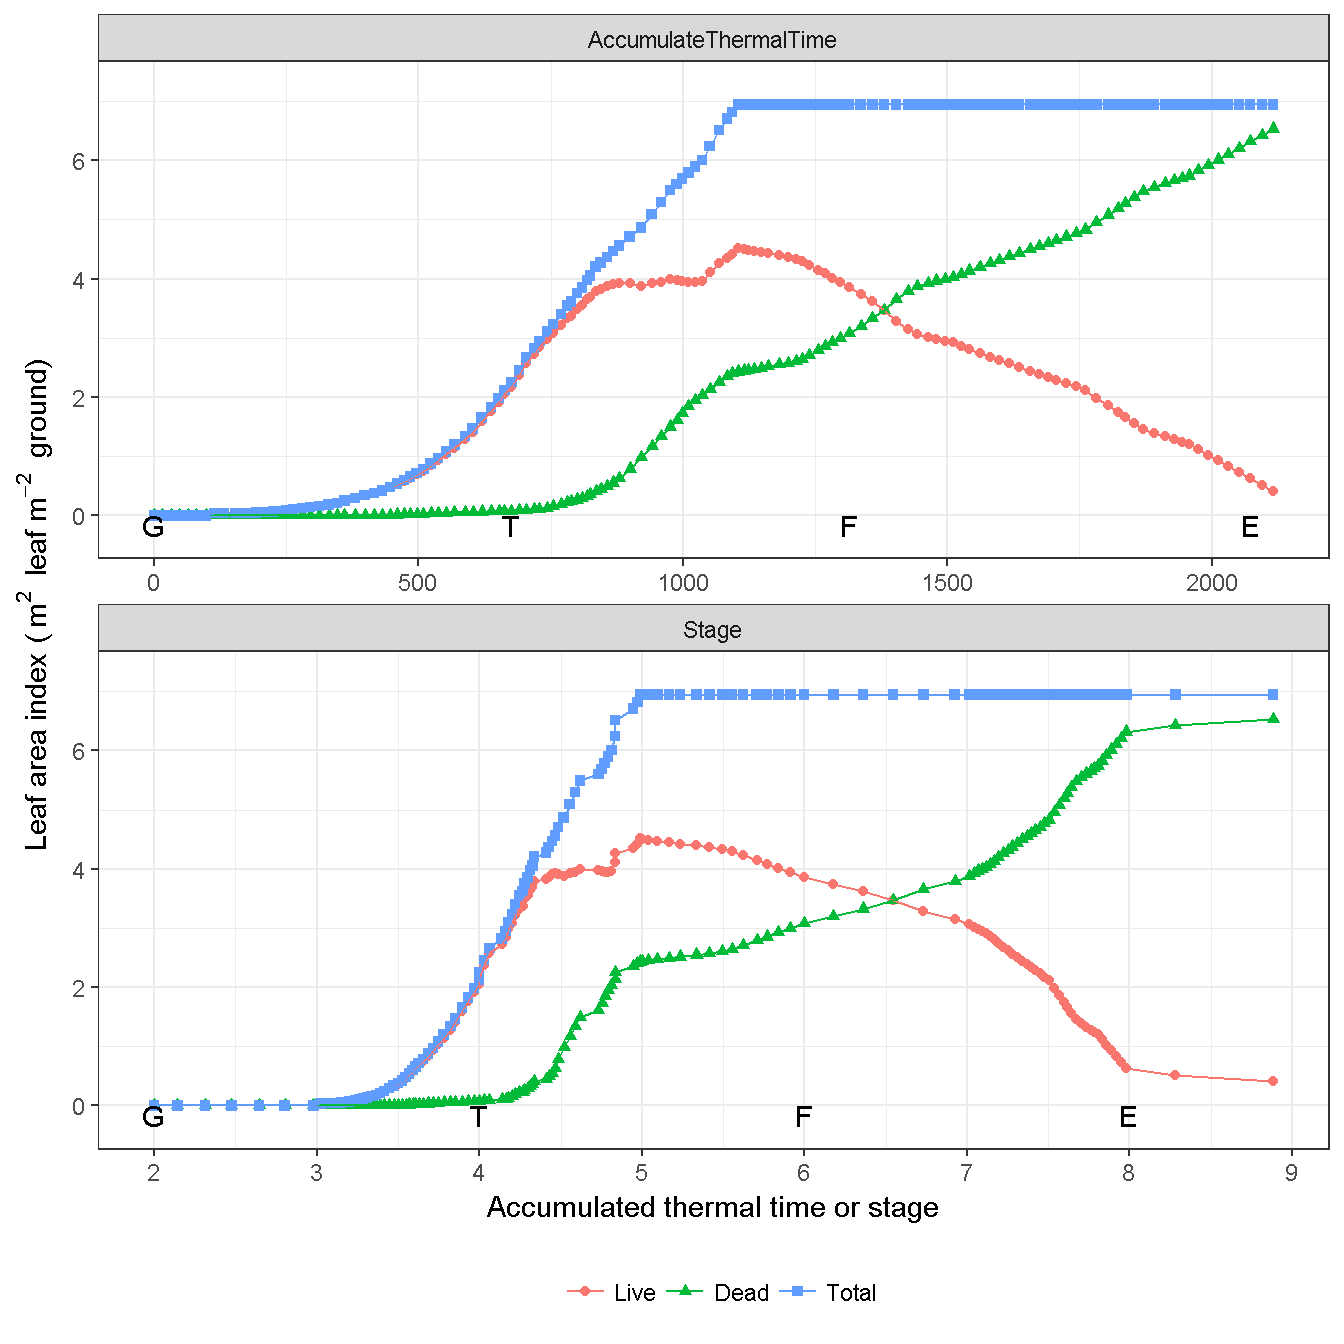 AccumulateThermalTime
6
4
2
0
G T F E
0 500 1000 1500 2000
Leaf area index ( m² leaf m⁻² ground)
Stage
6
4
2
0
G T F E
2 3 4 5 6 7 8 9
Accumulated thermal time or stage
Live Dead Total